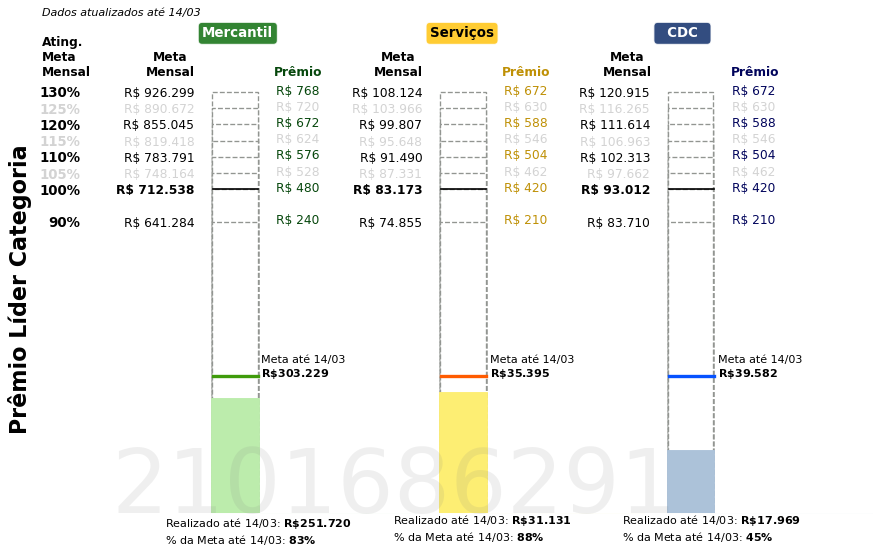 Dados atualizados até 14/03
Mercantil Serviços CDC
Ating. Meta Mensal
Meta Mensal Prêmio Meta Mensal Prêmio Meta Mensal Prêmio
130% R$ 926.299 R$ 768 R$ 108.124 R$ 672 R$ 120.915 R$ 672
125% R$ 890.672 R$ 720 R$ 103.966 R$ 630 R$ 116.265 R$ 630
120% R$ 855.045 R$ 672 R$ 99.807 R$ 588 R$ 111.614 R$ 588
115% R$ 819.418 R$ 624 R$ 95.648 R$ 546 R$ 106.963 R$ 546
110% R$ 783.791 R$ 576 R$ 91.490 R$ 504 R$ 102.313 R$ 504
105% R$ 748.164 R$ 528 R$ 87.331 R$ 462 R$ 97.662 R$ 462
100% R$ 712.538 R$ 480 R$ 83.173 R$ 420 R$ 93.012 R$ 420
90% R$ 641.284 R$ 240 R$ 74.855 R$ 210 R$ 83.710 R$ 210
Prêmio Líder Categoria
Meta até 14/03 Meta até 14/03 Meta até 14/03
R$303.229 R$35.395 R$39.582
2101686291
Realizado até 14/03: R$251.720 Realizado até 14/03: R$31.131 Realizado até 14/03: R$17.969
% da Meta até 14/03: 83% % da Meta até 14/03: 88% % da Meta até 14/03: 45%